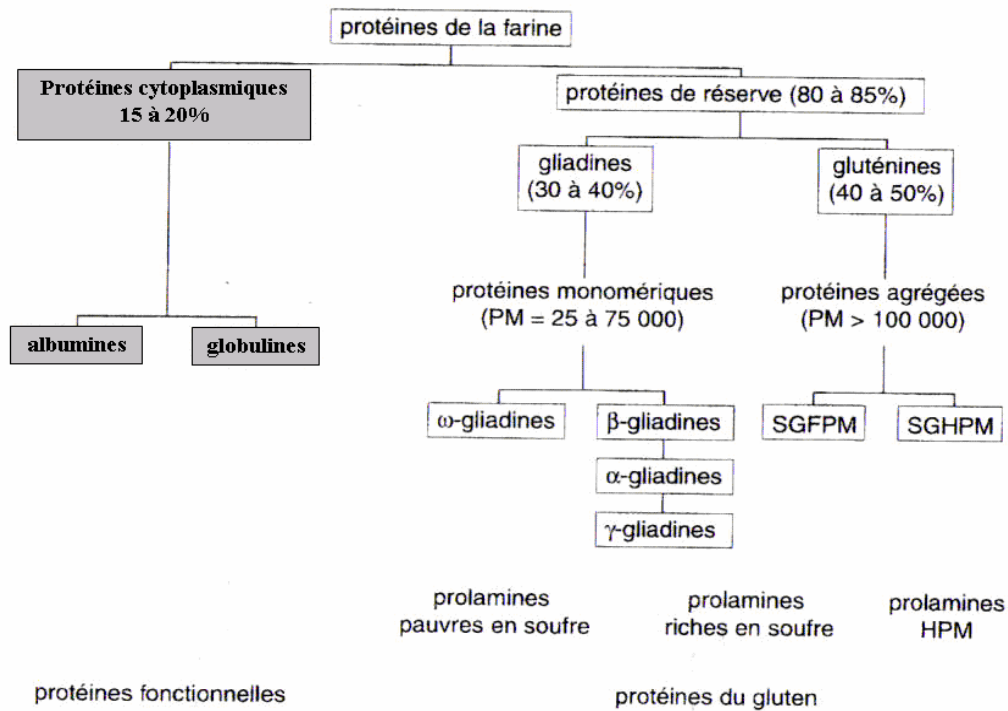 protéines de la farine
Protéines cytoplasmiques
15 à 20%
protéines de réserve (80 à 85%)
gliadines
(30 à 40%)
gluténines
(40 à 50%)
protéines monomériques
(PM = 25 à 75 000)
protéines agrégées
(PM > 100 000)
albumines
globulines
ω-gliadines
β-gliadines
SGFPM
SGHPM
α-gliadines
γ-gliadines
prolamines
pauvres en soufre
prolamines
riches en soufre
prolamines
HPM
protéines fonctionnelles
protéines du gluten